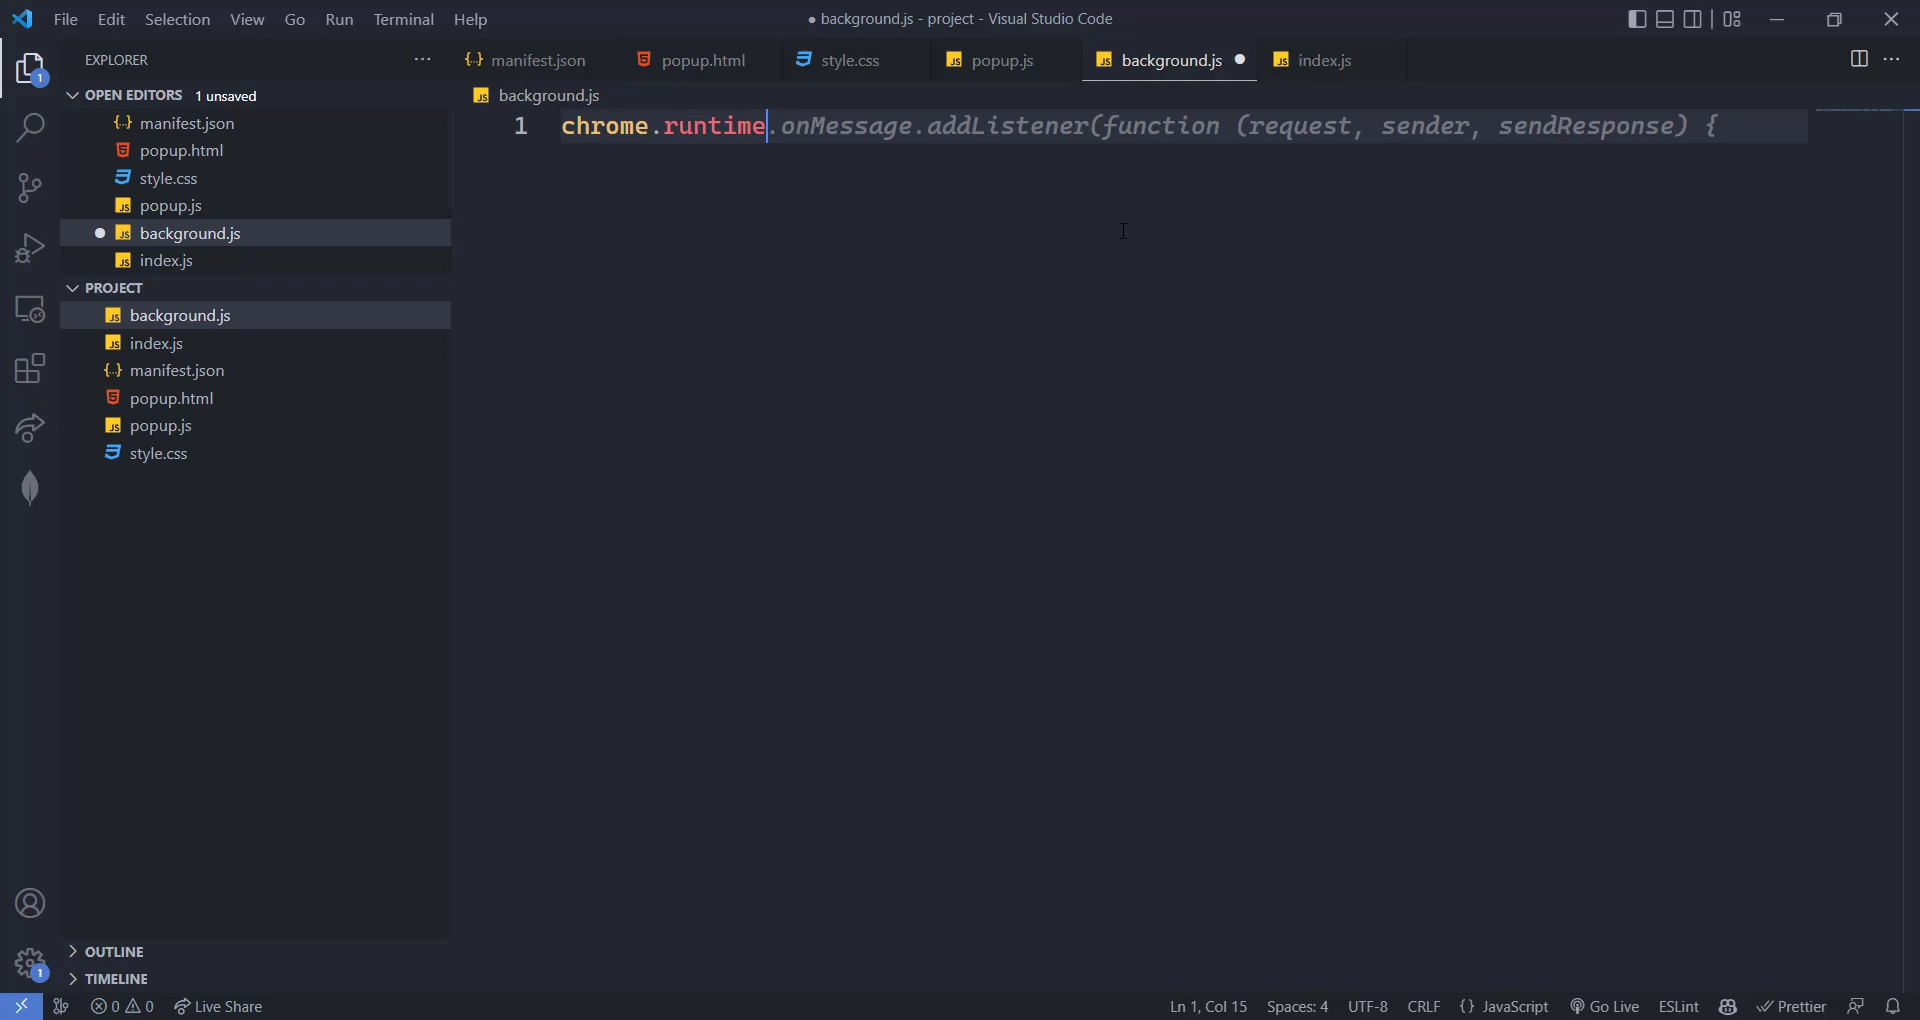 File Edit Selection View Go Run Terminal Help
● background.js - project - Visual Studio Code
EXPLORER
manifest.json
popup.html
style.css
popup.js
background.js
index.js
OPEN EDITORS 1 unsaved
manifest.json
popup.html
style.css
popup.js
background.js
index.js
PROJECT
background.js
index.js
manifest.json
popup.html
popup.js
style.css
OUTLINE
TIMELINE
background.js
1 chrome.runtime.onMessage.addListener(function (request, sender, sendResponse) {
1
1
0 0 Live Share
Ln 1, Col 15 Spaces: 4 UTF-8 CRLF {} JavaScript Go Live ESLint Prettier